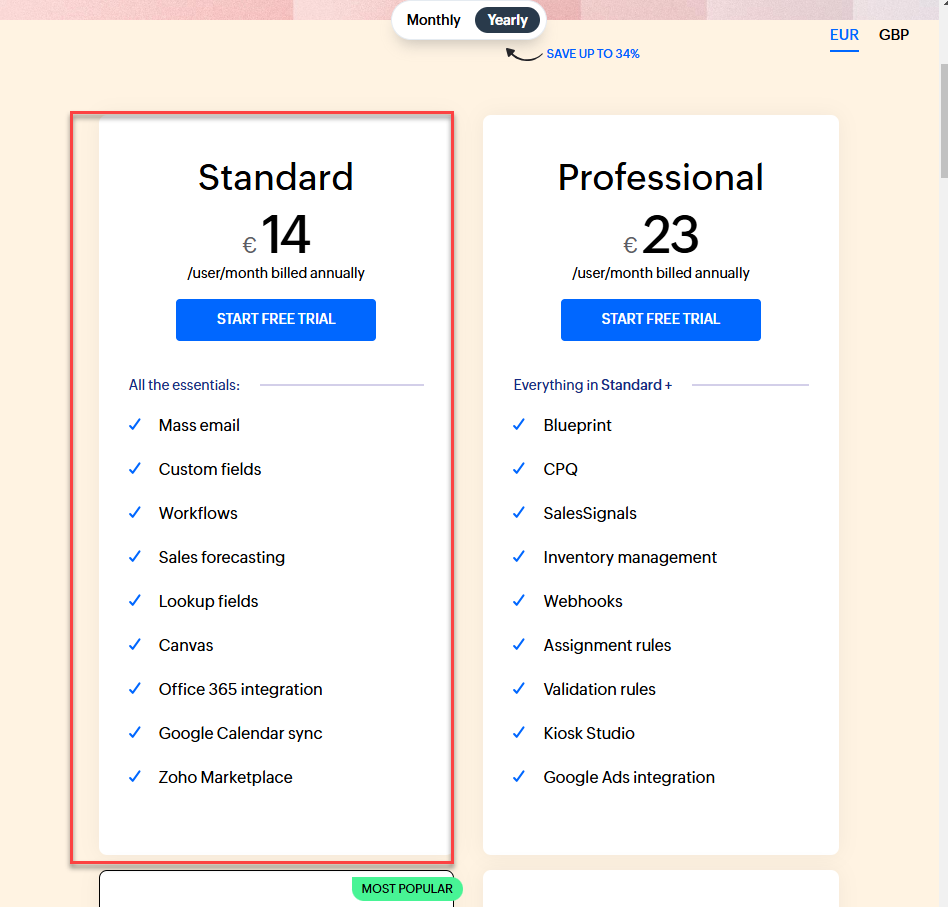 Monthly Yearly
EUR GBP
SAVE UP TO 34%
Standard
€ 14
/user/month billed annually
START FREE TRIAL
All the essentials:
Mass email
Custom fields
Workflows
Sales forecasting
Lookup fields
Canvas
Office 365 integration
Google Calendar sync
Zoho Marketplace
Professional
€ 23
/user/month billed annually
START FREE TRIAL
Everything in Standard +
Blueprint
CPQ
SalesSignals
Inventory management
Webhooks
Assignment rules
Validation rules
Kiosk Studio
Google Ads integration
MOST POPULAR